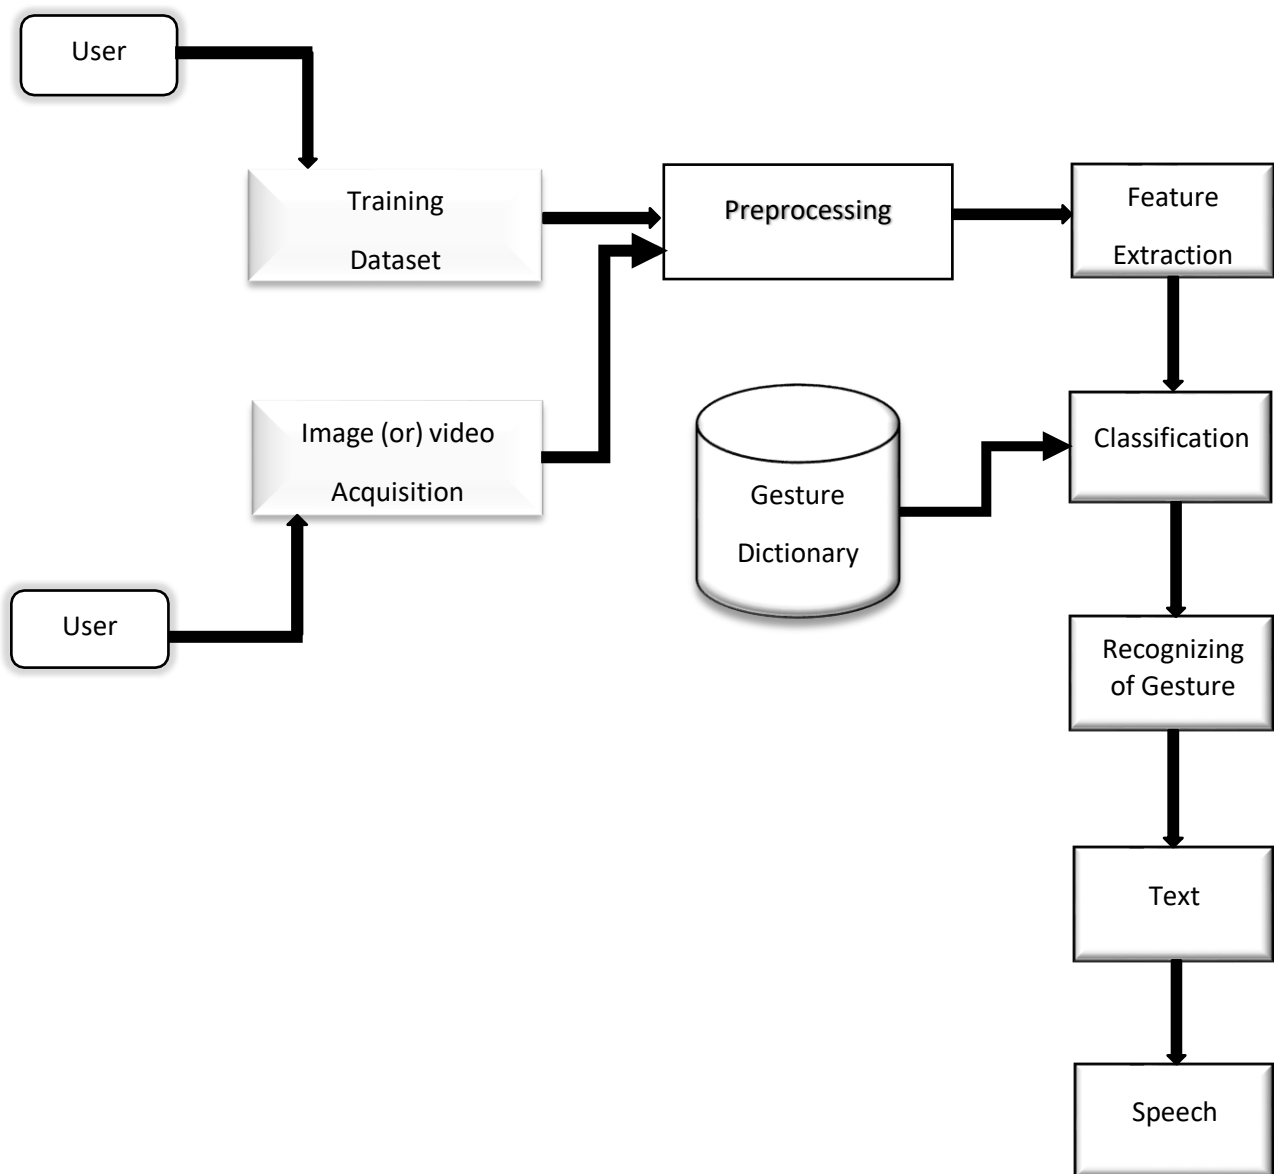 User
Training
Dataset
Preprocessing
Feature
Extraction
Image (or) video
Acquisition
Gesture
Dictionary
Classification
User
Recognizing
of Gesture
Text
Speech